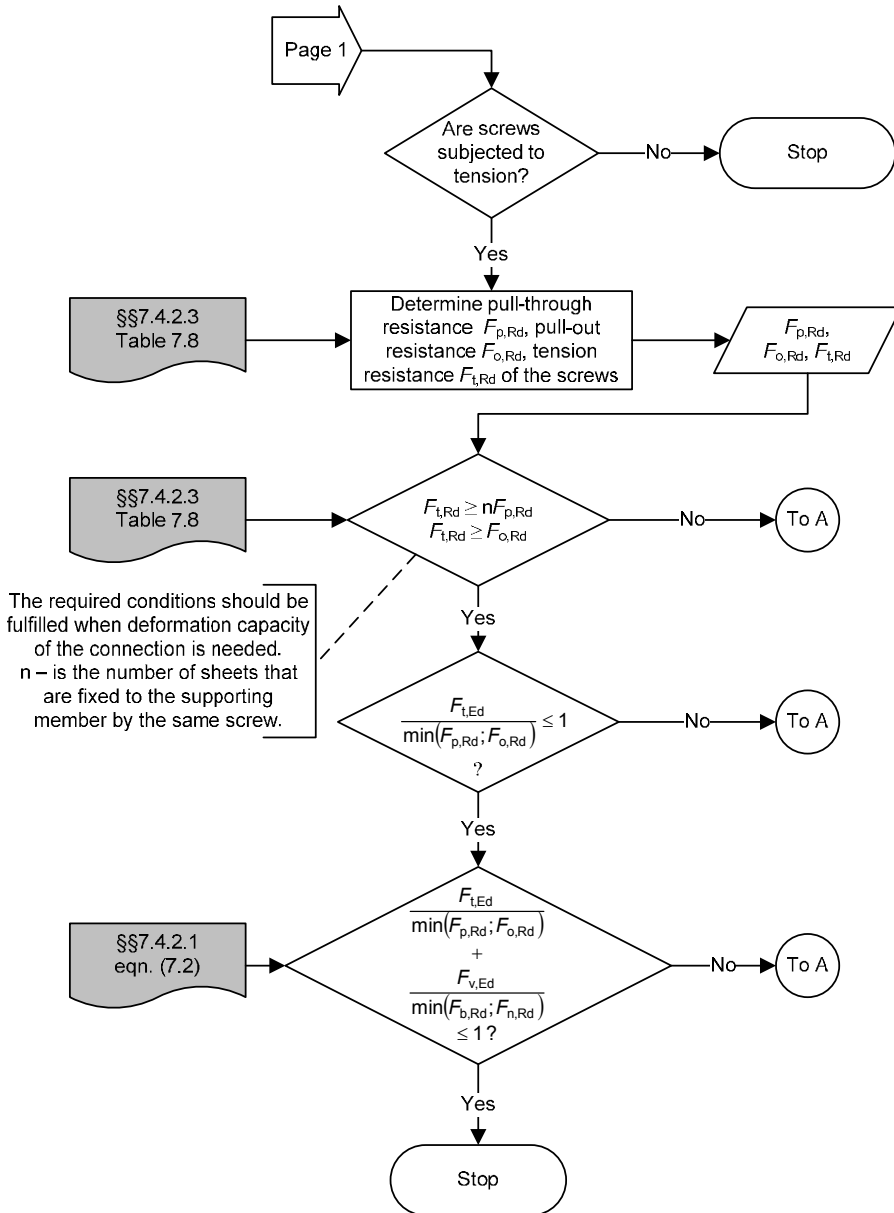 Page 1
Are screws
subjected to
tension?
No
Stop
Yes
§§7.4.2.3
Table 7.8
Determine pull-through
resistance Fp,Rd, pull-out
resistance Fo,Rd, tension
resistance Ft,Rd of the screws
Fp,Rd,
Fo,Rd, Ft,Rd
§§7.4.2.3
Table 7.8
Ft,Rd ≥ nFp,Rd
Ft,Rd ≥ Fo,Rd
No
To A
The required conditions should be
fulfilled when deformation capacity
of the connection is needed.
n – is the number of sheets that
are fixed to the supporting
member by the same screw.
Yes
Ft,Ed
min(Fp,Rd; Fo,Rd) ≤ 1
?
No
To A
Yes
§§7.4.2.1
eqn. (7.2)
Ft,Ed
min(Fp,Rd; Fo,Rd)
+
Fv,Ed
min(Fb,Rd; Fn,Rd)
≤ 1 ?
No
To A
Yes
Stop